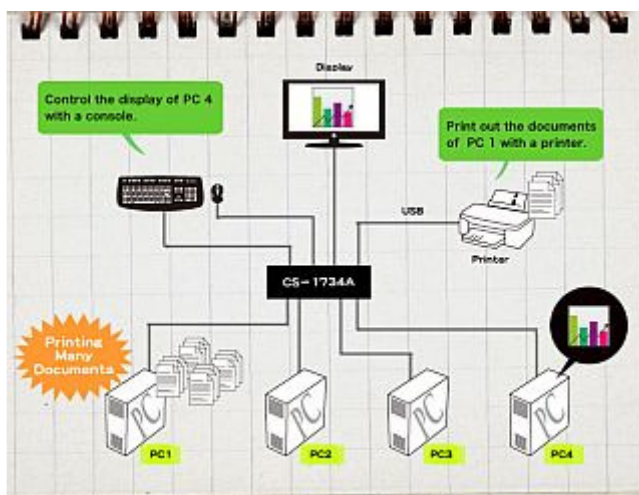 Display
Control the display of PC 4
with a console.
Print out the documents
of PC 1 with a printer.
USB
Printer
CS-1734A
Printing
Many
Documents
PC
PC
PC
PC
PC1
PC2
PC3
PC4